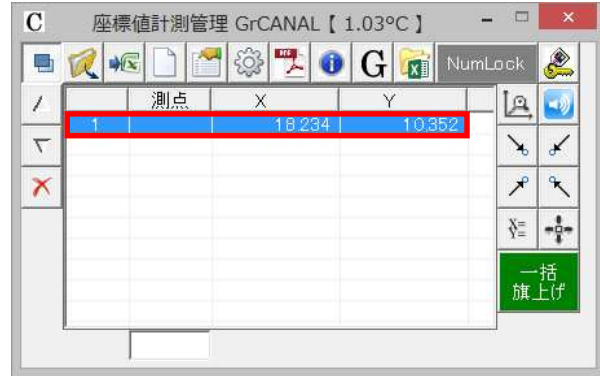 C 座標値計測管理 GrCANAL【 1.03℃ 】
G NumLock
測点 X Y
1 18.234 10.352
X=
Y=
一括
旗上げ